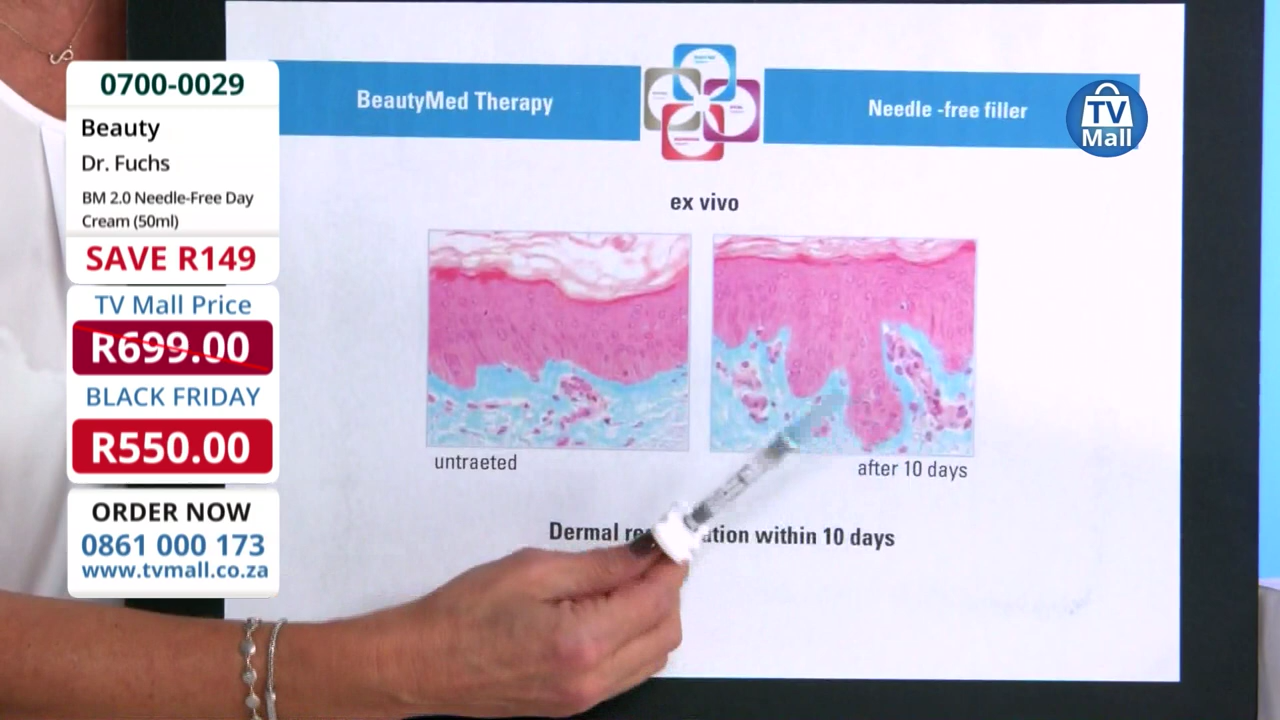 0700-0029
Beauty
Dr. Fuchs
BM 2.0 Needle-Free Day
Cream (50ml)
SAVE R149
TV Mall Price
R699.00
BLACK FRIDAY
R550.00
ORDER NOW
0861 000 173
www.tvmall.co.za
BeautyMed Therapy
Needle -free filler
TV
Mall
ex vivo
untraeted
after 10 days
Dermal within 10 days